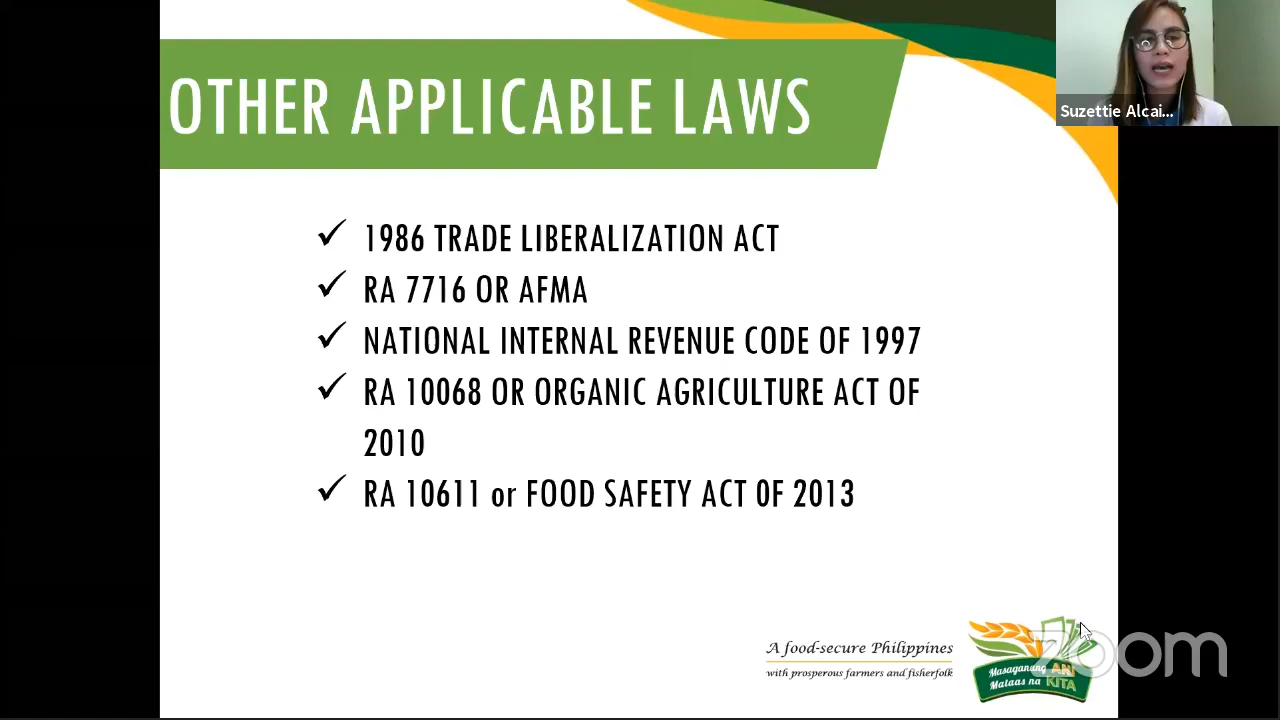 OTHER APPLICABLE LAWS
Suzettie Alcai...
1986 TRADE LIBERALIZATION ACT
RA 7716 OR AFMA
NATIONAL INTERNAL REVENUE CODE OF 1997
RA 10068 OR ORGANIC AGRICULTURE ACT OF
2010
RA 10611 or FOOD SAFETY ACT OF 2013
A food-secure Philippines
with prosperous farmers and fisherfolk
Masaganang ANI
Mataas na KITA
zoom